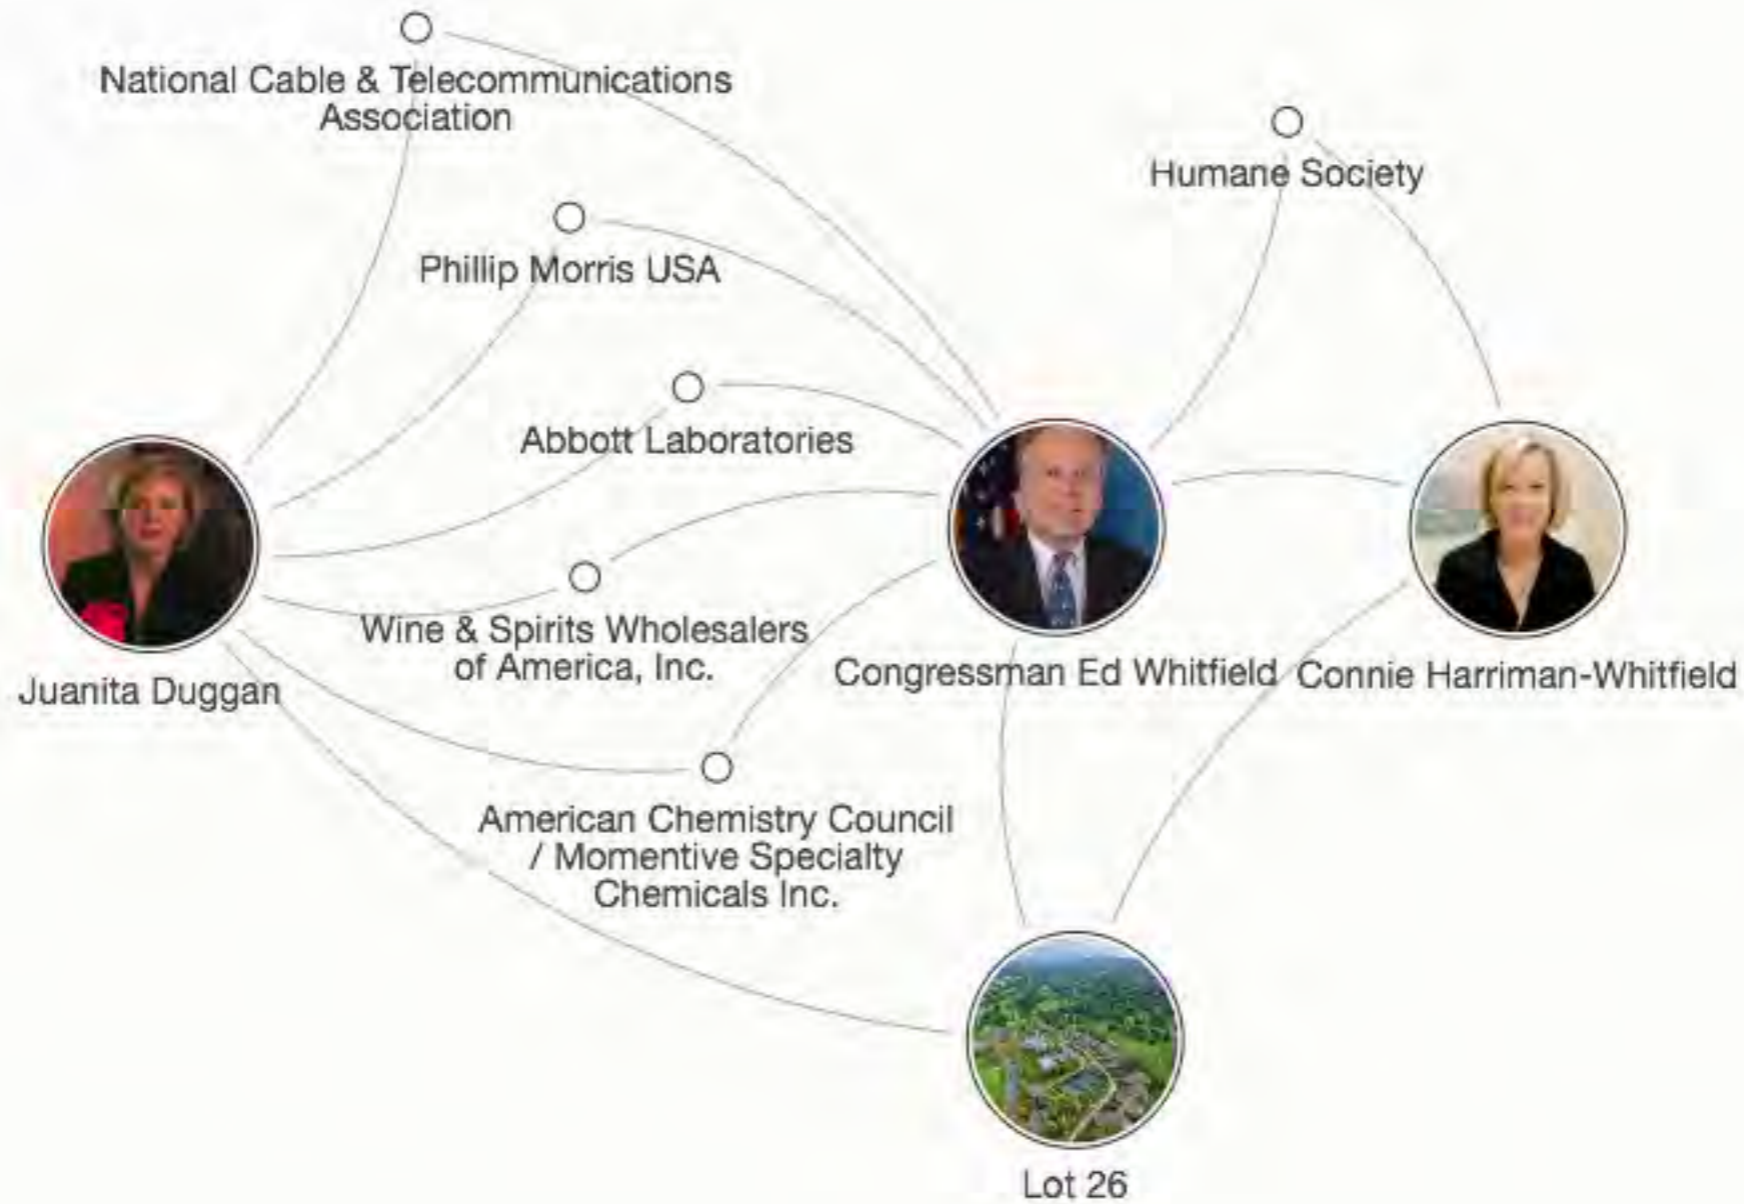 National Cable & Telecommunications
Association
Humane Society
Phillip Morris USA
Abbott Laboratories
Wine & Spirits Wholesalers
of America, Inc.
Juanita Duggan
Congressman Ed Whitfield
Connie Harriman-Whitfield
American Chemistry Council
/ Momentive Specialty
Chemicals Inc.
Lot 26